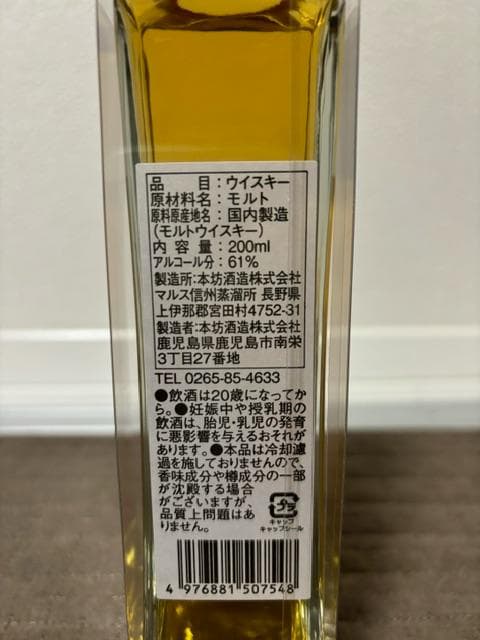 品 目：ウイスキー
原材料名：モルト
原料原産地名：国内製造
（モルトウイスキー）
内 容 量：200ml
アルコール分：61%
製造所：本坊酒造株式会社
マルス信州蒸溜所 長野県
上伊那郡宮田村4752-31
製造者：本坊酒造株式会社
鹿児島県鹿児島市南栄
3丁目27番地
TEL 0265-85-4633
●飲酒は20歳になってか
ら。●妊娠中や授乳期の
飲酒は、胎児・乳児の発育
に悪影響を与えるおそれが
あります。●本品は冷却濾
過を施しておりませんので、
香味成分や樽成分の一部
が沈殿する場合
がございますが、
品質上問題はあ
りません。
プラ
キャップ
キャップシール
4 976881 507548